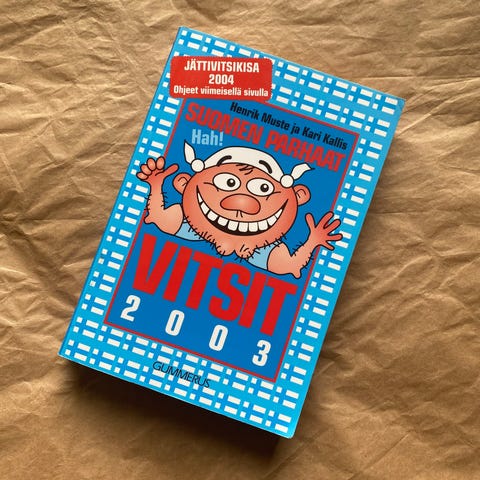 JÄTTIVITSIKISA
2004
Ohjeet viimeisellä sivulla
Henrik Muste ja Kari Kallis
SUOMEN PARHAAT
Hah!
VITSIT
2003
GUMMERUS